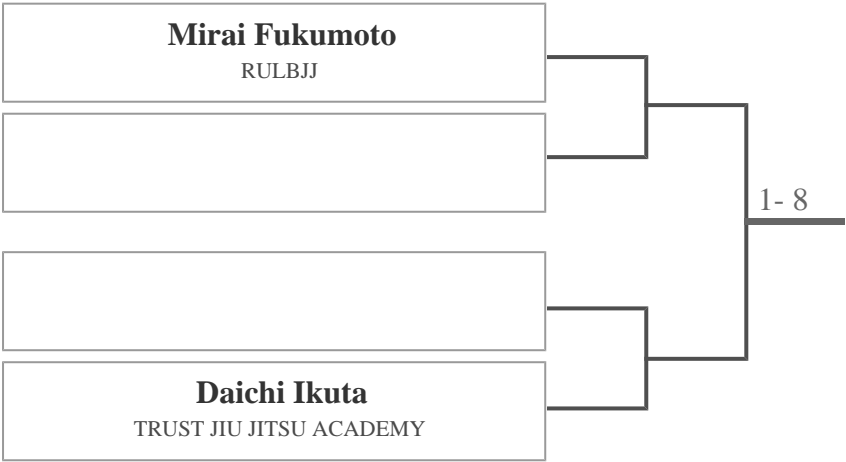 Mirai Fukumoto
RULBJJ
1- 8
Daichi Ikuta
TRUST JIU JITSU ACADEMY